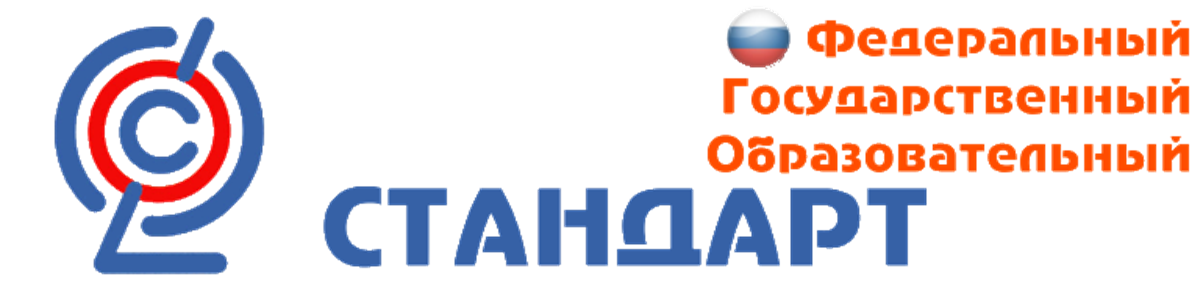 Федеральный
Государственный
Образовательный
СТАНДАРТ